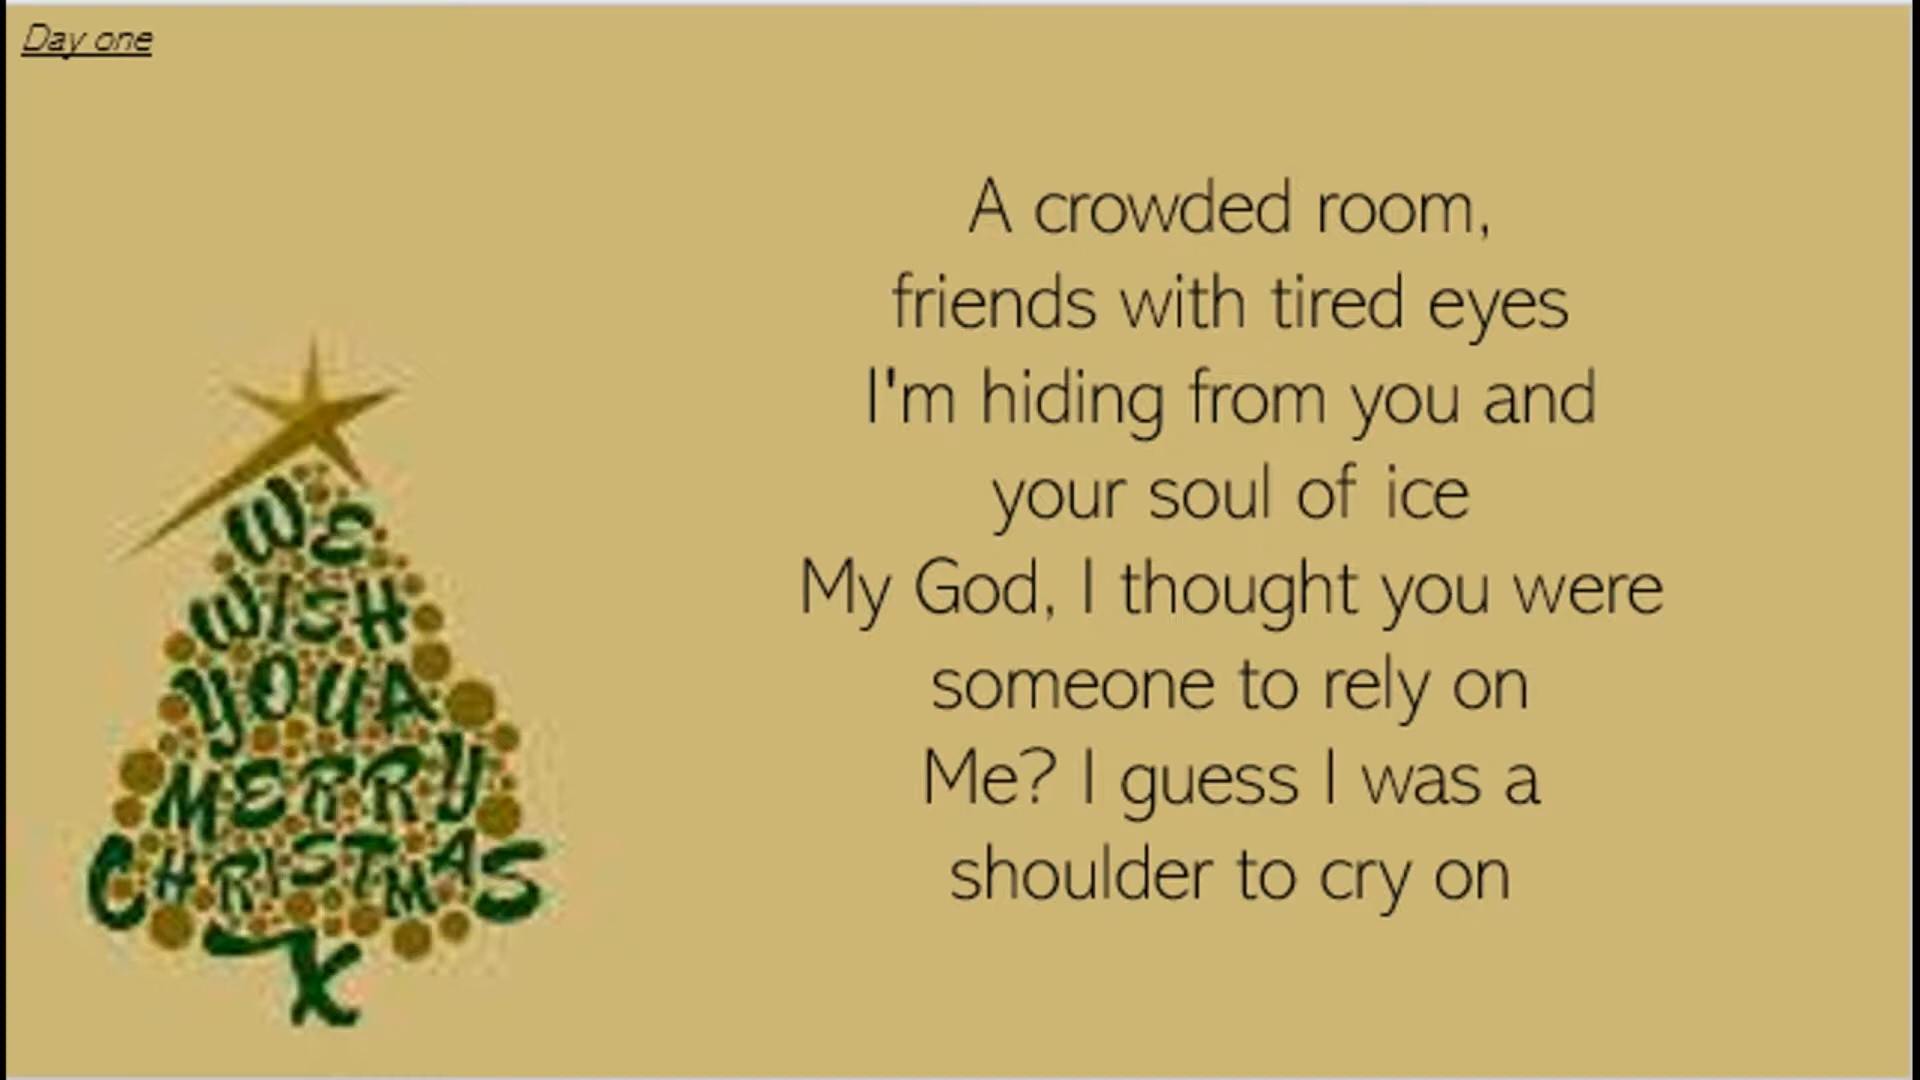 Day one
A crowded room,
friends with tired eyes
I'm hiding from you and
your soul of ice
My God, I thought you were
someone to rely on
Me? I guess I was a
shoulder to cry on
WE
WISH
YOU A
MERRY
CHRISTMAS